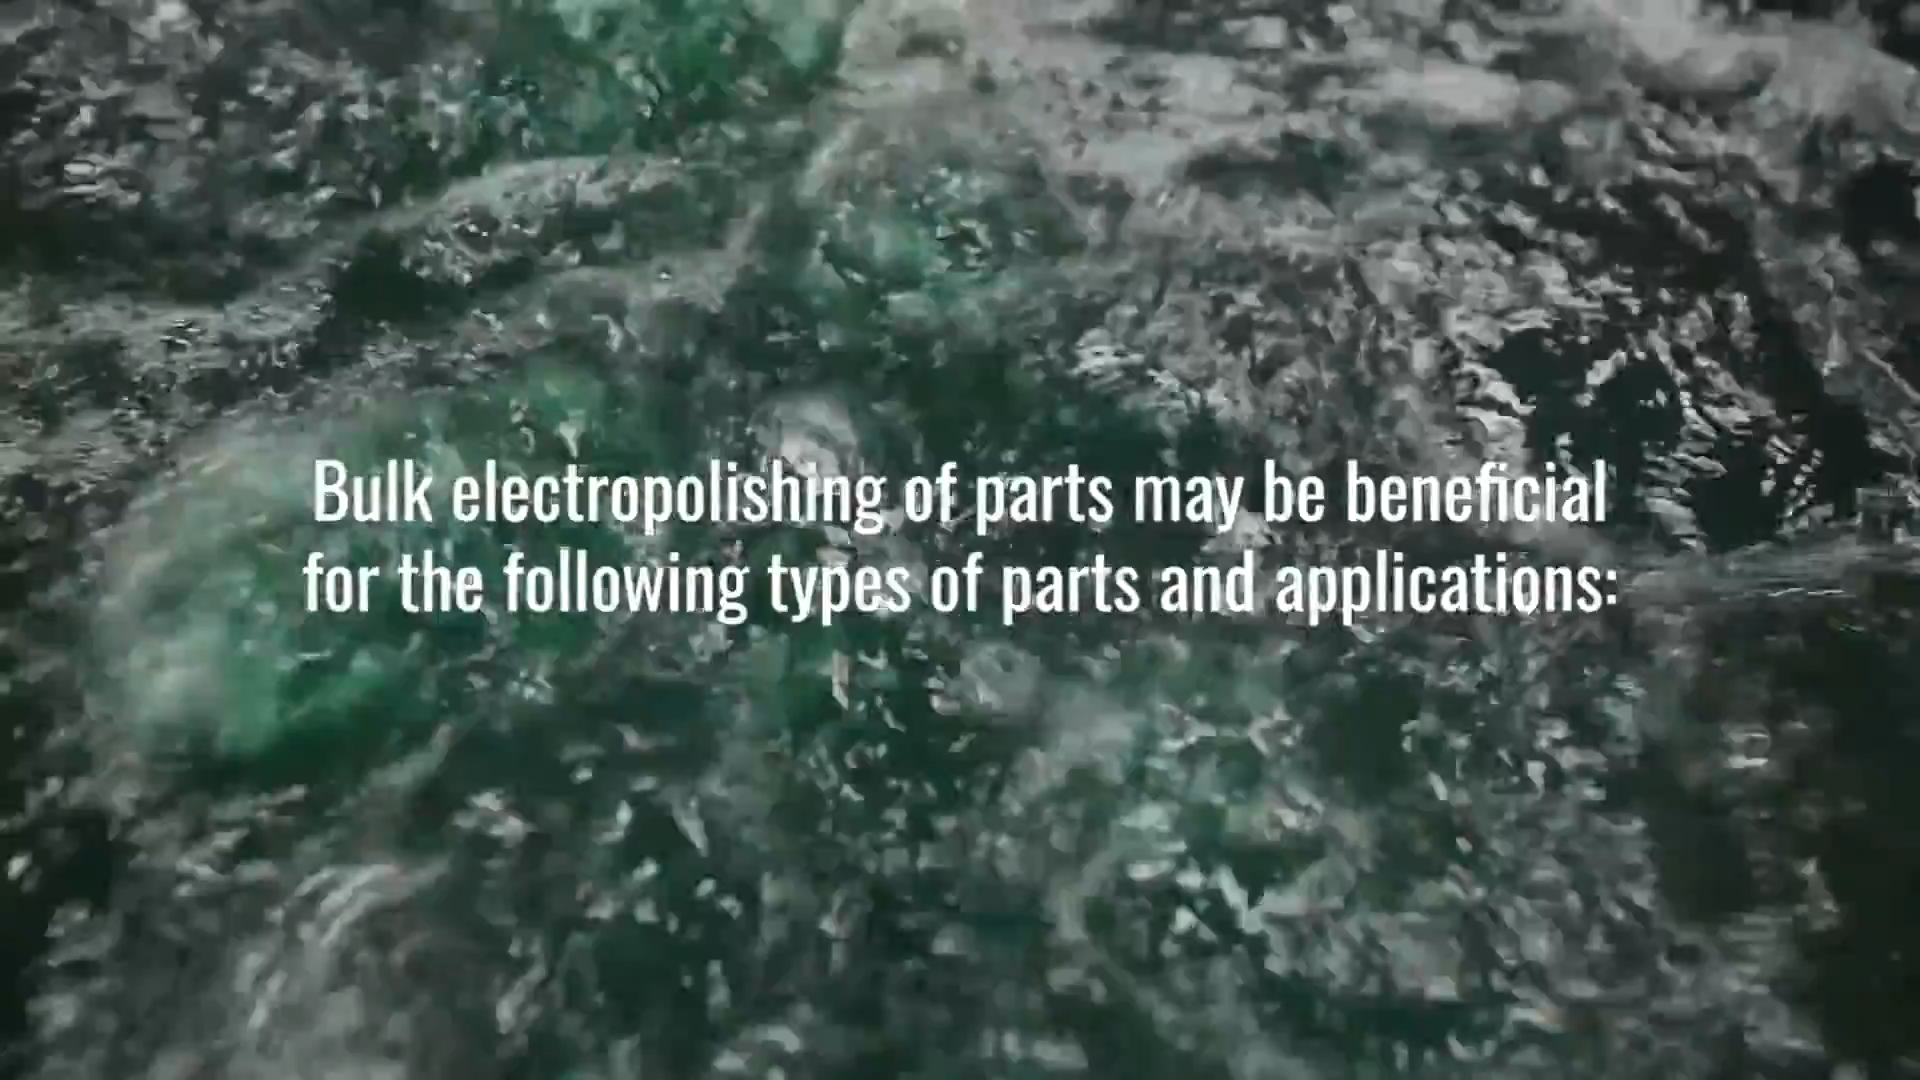 Bulk electropolishing of parts may be beneficial
for the following types of parts and applications: